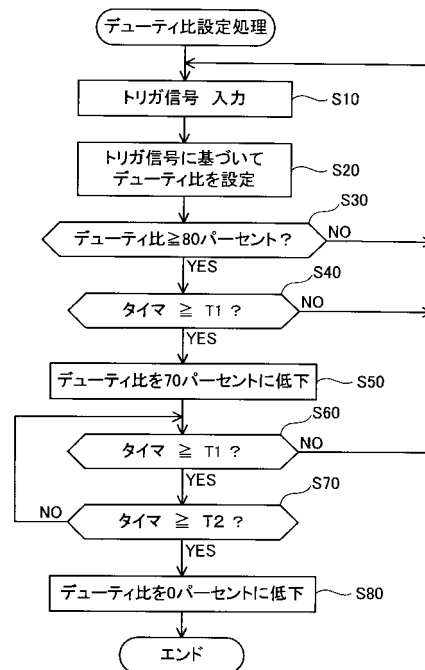 デューティ比設定処理
トリガ信号 入力
S10
トリガ信号に基づいて
デューティ比を設定
S20
S30
デューティ比≧80パーセント?
NO
YES
S40
タイマ ≧ T1 ?
NO
YES
デューティ比を70パーセントに低下
S50
S60
タイマ ≧ T1 ?
NO
YES
S70
NO
タイマ ≧ T2 ?
YES
デューティ比を0パーセントに低下
S80
エンド